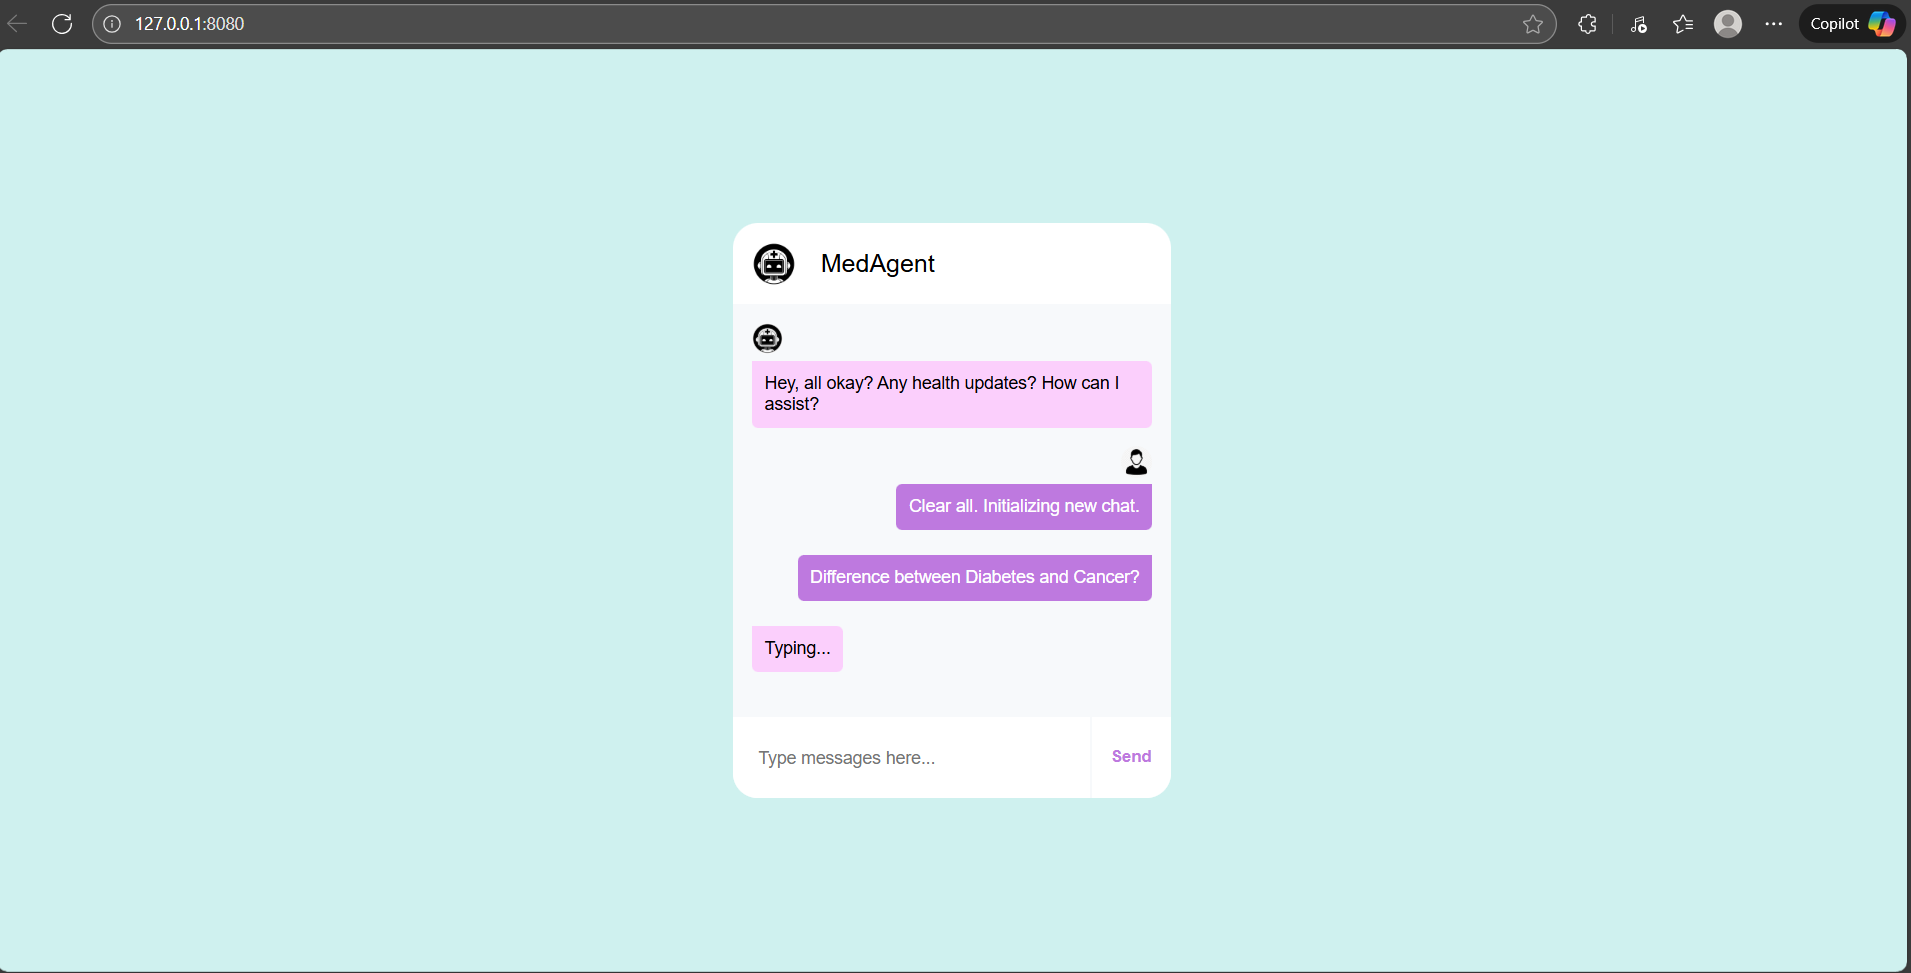 127.0.0.1:8080
Copilot
MedAgent
Hey, all okay? Any health updates? How can I
assist?
Clear all. Initializing new chat.
Difference between Diabetes and Cancer?
Typing...
Type messages here...
Send